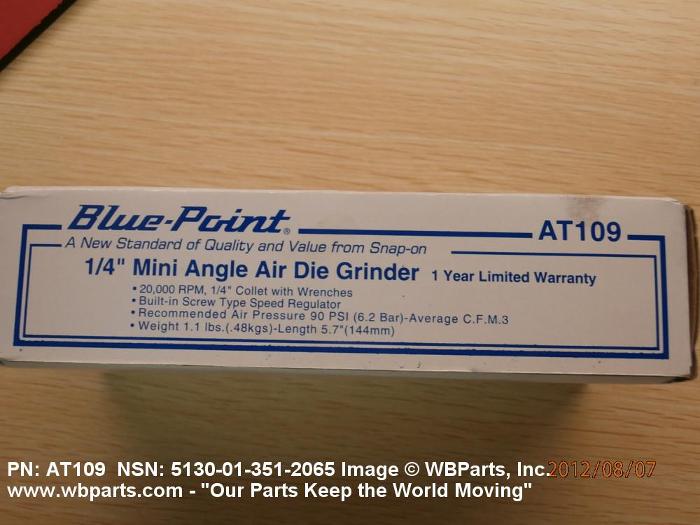 Blue-Point®
AT109
A New Standard of Quality and Value from Snap-on
1/4" Mini Angle Air Die Grinder 1 Year Limited Warranty
• 20,000 RPM, 1/4" Collet with Wrenches
• Built-in Screw Type Speed Regulator
• Recommended Air Pressure 90 PSI (6.2 Bar)-Average C.F.M.3
• Weight 1.1 lbs.(.48kgs)-Length 5.7"(144mm)
PN: AT109 NSN: 5130-01-351-2065 Image © WBParts, Inc.
2012/08/07
www.wbparts.com - "Our Parts Keep the World Moving"